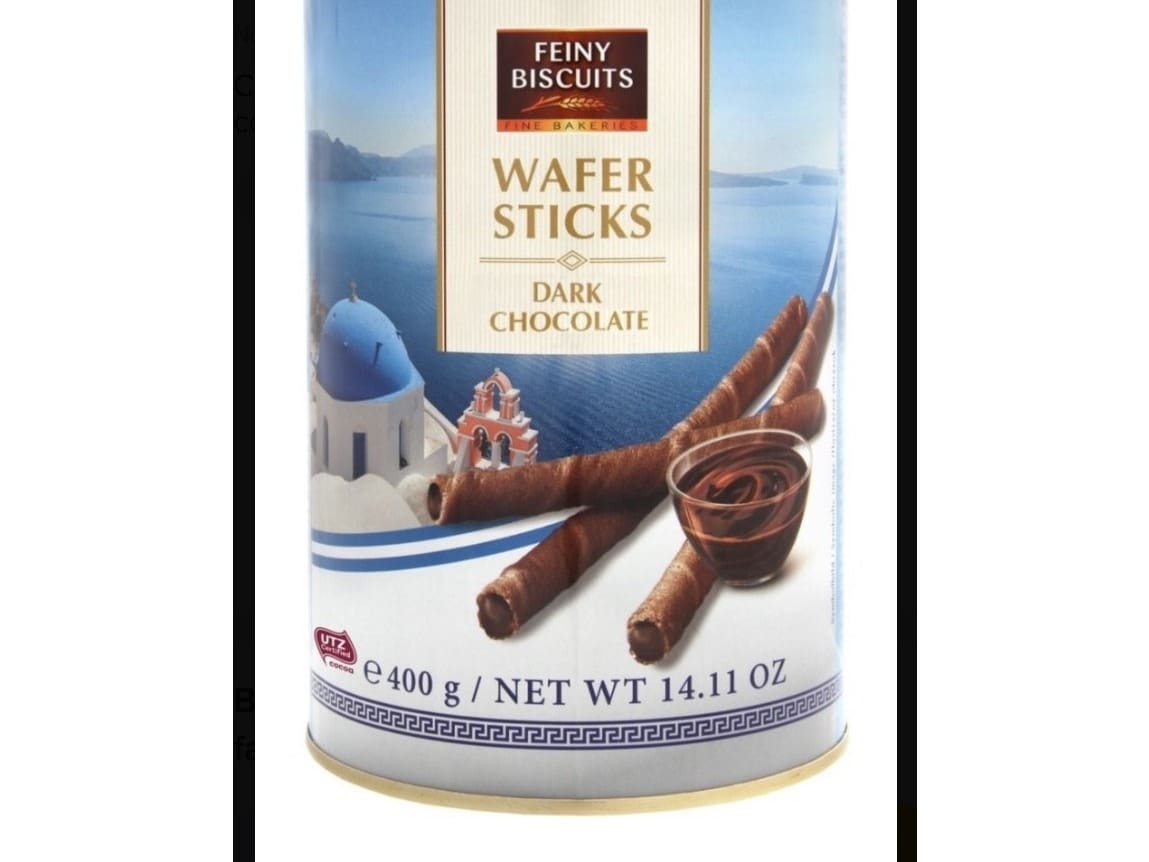 FEINY
BISCUITS
FINE BAKERIES
WAFER
STICKS
DARK
CHOCOLATE
UTZ
Certified
cocoa
℮ 400 g / NET WT 14.11 OZ